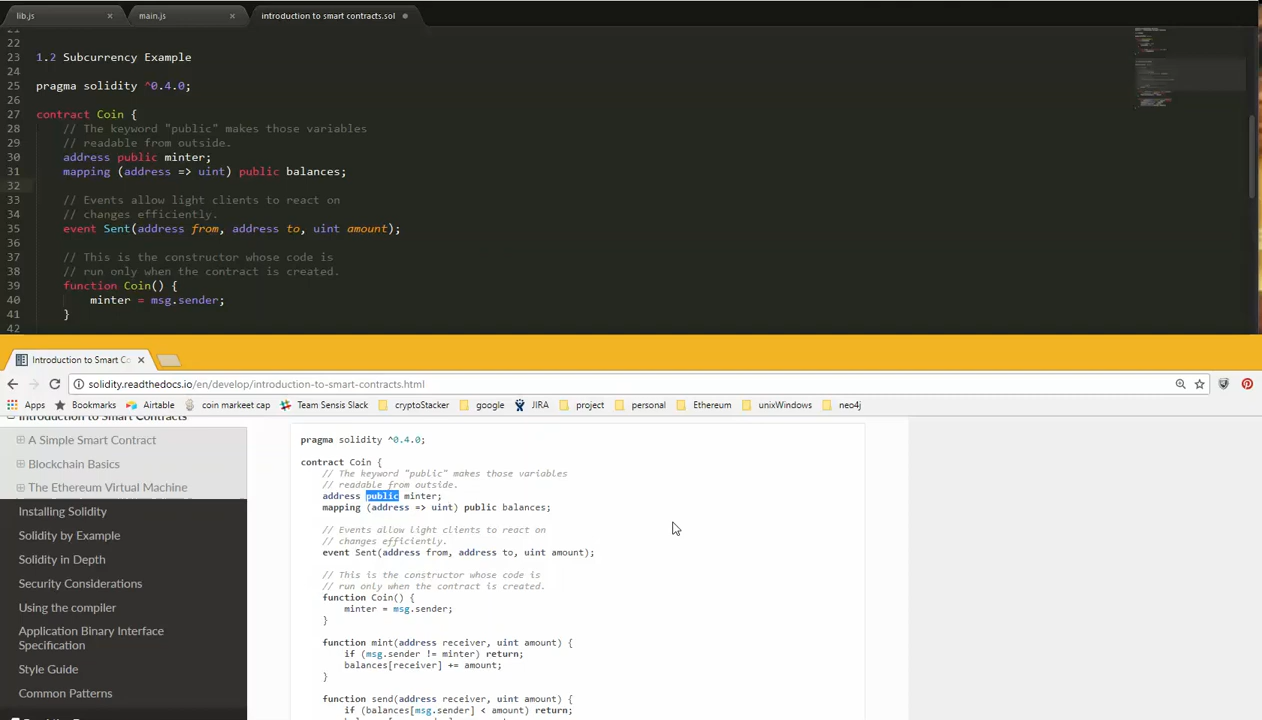 lib.js
main.js
introduction to smart contracts.sol
22
23 1.2 Subcurrency Example
24
25 pragma solidity ^0.4.0;
26
27 contract Coin {
28 // The keyword "public" makes those variables
29 // readable from outside.
30 address public minter;
31 mapping (address => uint) public balances;
32
33 // Events allow light clients to react on
34 // changes efficiently.
35 event Sent(address from, address to, uint amount);
36
37 // This is the constructor whose code is
38 // run only when the contract is created.
39 function Coin() {
40 minter = msg.sender;
41 }
42
Introduction to Smart Co
solidity.readthedocs.io/en/develop/introduction-to-smart-contracts.html
Apps Bookmarks Airtable coin markeet cap Team Sensis Slack cryptoStacker google JIRA project personal Ethereum unixWindows neo4j
Introduction to Smart Contracts
A Simple Smart Contract
Blockchain Basics
The Ethereum Virtual Machine
Installing Solidity
Solidity by Example
Solidity in Depth
Security Considerations
Using the compiler
Application Binary Interface
Specification
Style Guide
Common Patterns
pragma solidity ^0.4.0;
contract Coin {
// The keyword "public" makes those variables
// readable from outside.
address public minter;
mapping (address => uint) public balances;
// Events allow light clients to react on
// changes efficiently.
event Sent(address from, address to, uint amount);
// This is the constructor whose code is
// run only when the contract is created.
function Coin() {
minter = msg.sender;
}
function mint(address receiver, uint amount) {
if (msg.sender != minter) return;
balances[receiver] += amount;
}
function send(address receiver, uint amount) {
if (balances[msg.sender] < amount) return;